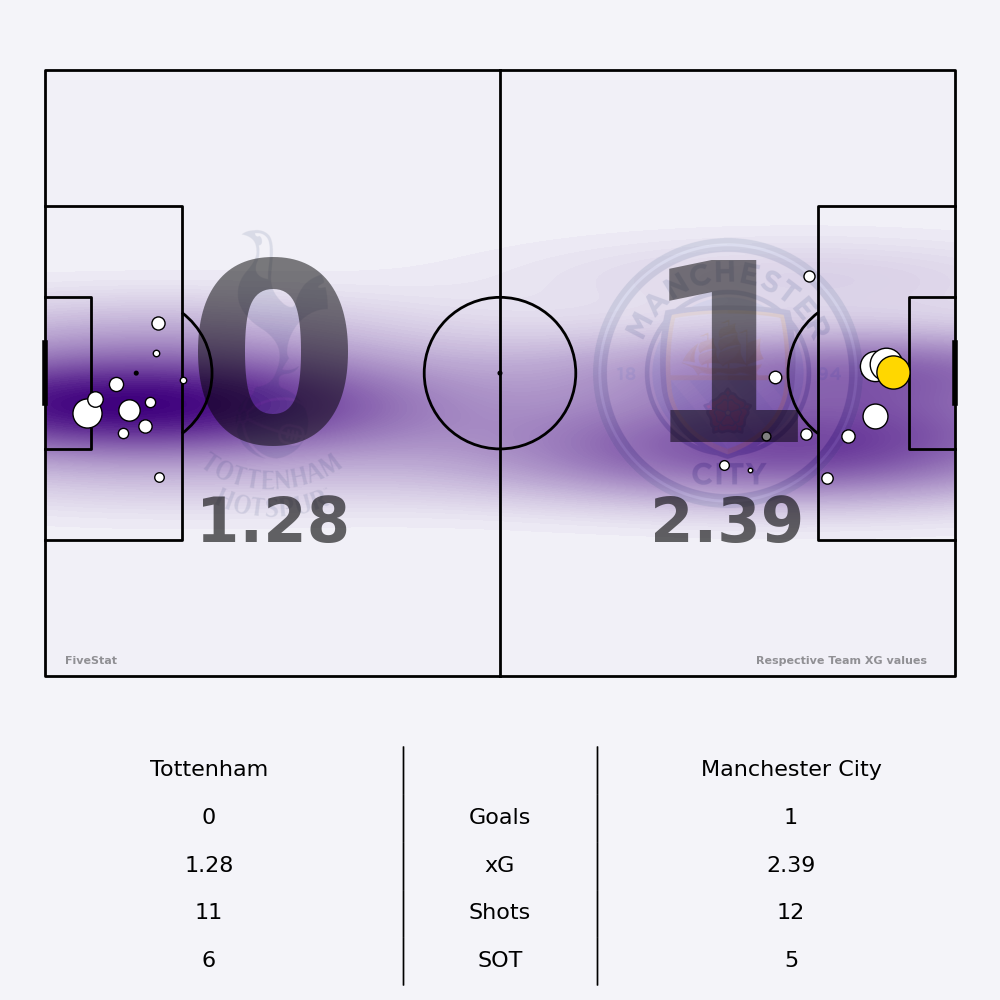 MANCHESTER
18 94
CITY
TOTTENHAM
HOTSPUR
0 1
1.28 2.39
FiveStat Respective Team XG values
Tottenham Manchester City
0 Goals 1
1.28 xG 2.39
11 Shots 12
6 SOT 5